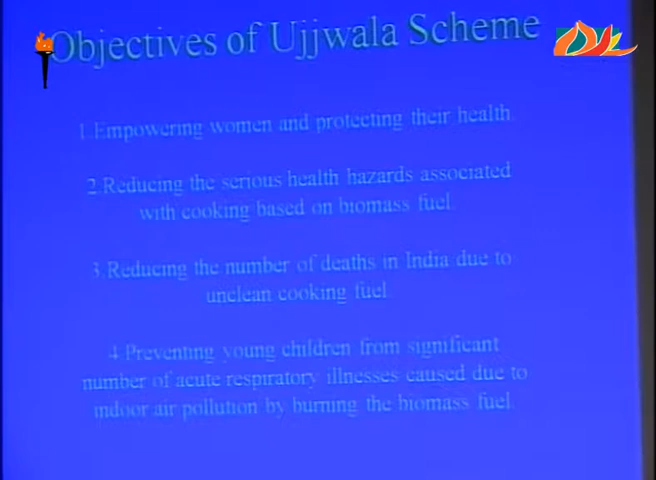 Objectives of Ujjwala Scheme
1.Empowering women and protecting their health
2.Reducing the serious health hazards associated
with cooking based on biomass fuel.
3.Reducing the number of deaths in India due to
unclean cooking fuel.
4.Preventing young children from significant
number of acute respiratory illnesses caused due to
indoor air pollution by burning the biomass fuel.